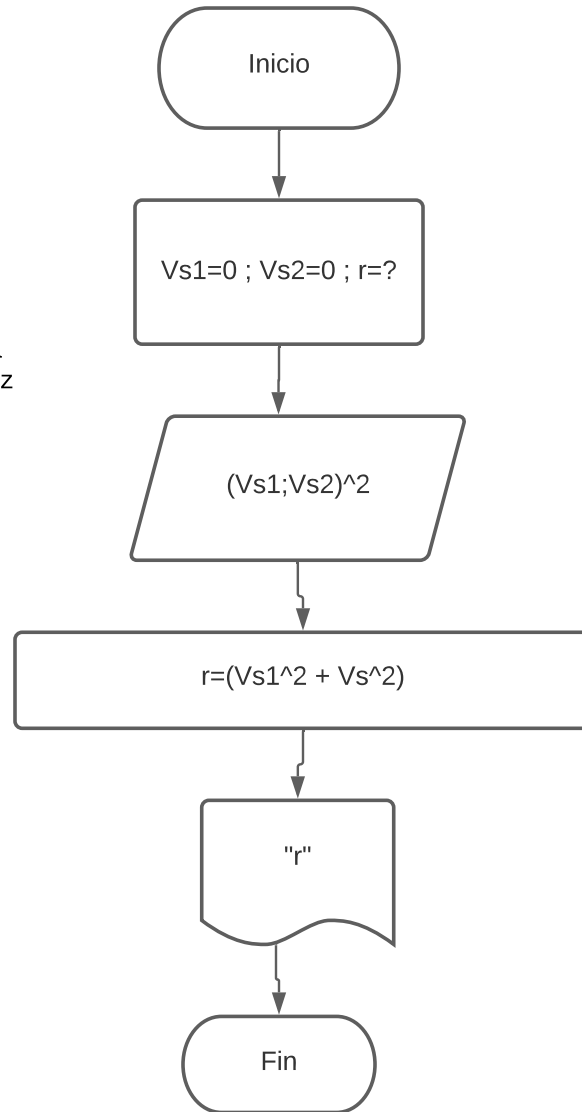 Inicio
Vs1=0 ; Vs2=0 ; r=?
z
(Vs1;Vs2)^2
r=(Vs1^2 + Vs^2)
"r"
Fin